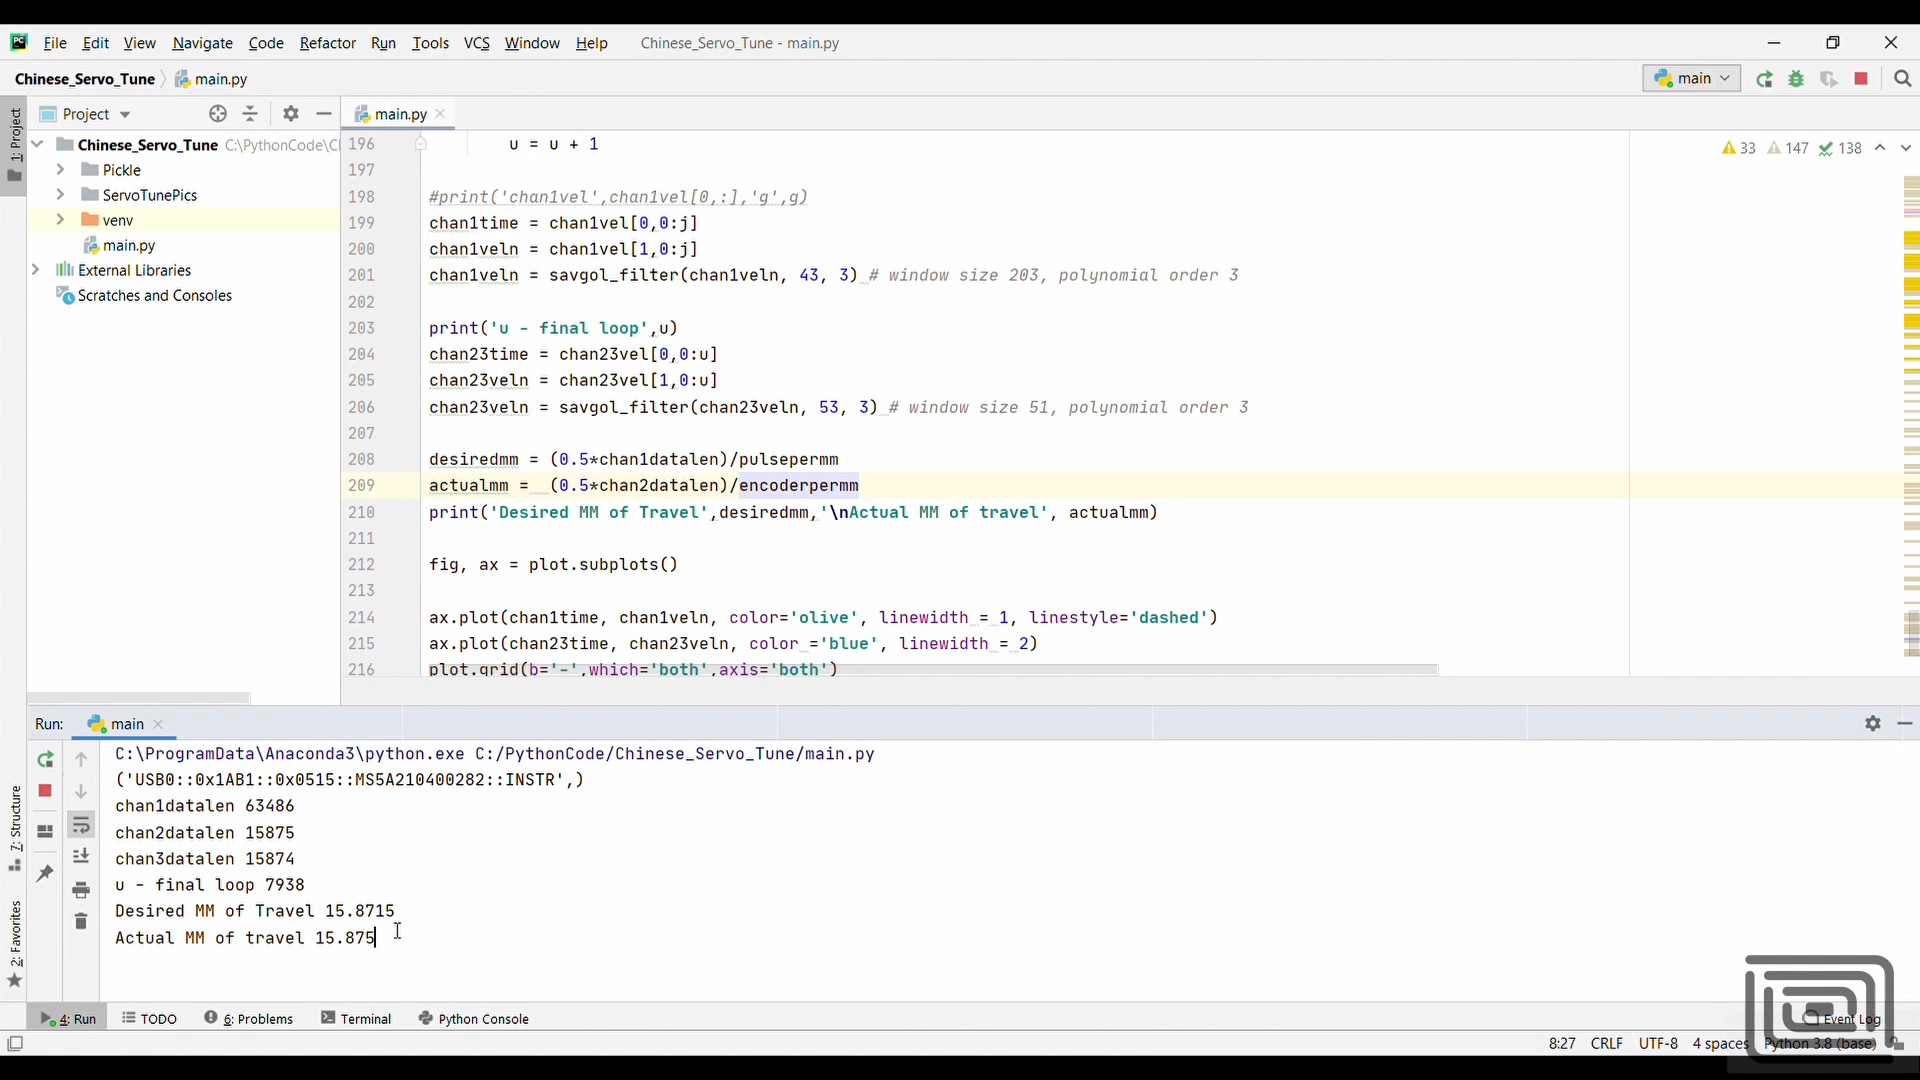 PC File Edit View Navigate Code Refactor Run Tools VCS Window Help Chinese_Servo_Tune - main.py
Chinese_Servo_Tune main.py main
1: Project
Project
main.py
Chinese_Servo_Tune C:\PythonCode\C
Pickle
ServoTunePics
venv
main.py
External Libraries
Scratches and Consoles
33 147 138
196 u = u + 1
197
198 #print('chan1vel',chan1vel[0,:],'g',g)
199 chan1time = chan1vel[0,0:j]
200 chan1veln = chan1vel[1,0:j]
201 chan1veln = savgol_filter(chan1veln, 43, 3) # window size 203, polynomial order 3
202
203 print('u - final loop',u)
204 chan23time = chan23vel[0,0:u]
205 chan23veln = chan23vel[1,0:u]
206 chan23veln = savgol_filter(chan23veln, 53, 3) # window size 51, polynomial order 3
207
208 desiredmm = (0.5*chan1datalen)/pulsepermm
209 actualmm =  (0.5*chan2datalen)/encoderpermm
210 print('Desired MM of Travel',desiredmm,'\nActual MM of travel', actualmm)
211
212 fig, ax = plot.subplots()
213
214 ax.plot(chan1time, chan1veln, color='olive', linewidth = 1, linestyle='dashed')
215 ax.plot(chan23time, chan23veln, color ='blue', linewidth = 2)
216 plot.grid(b='-',which='both',axis='both')
Run: main
C:\ProgramData\Anaconda3\python.exe C:/PythonCode/Chinese_Servo_Tune/main.py
('USB0::0x1AB1::0x0515::MS5A210400282::INSTR',)
chan1datalen 63486
chan2datalen 15875
chan3datalen 15874
u - final loop 7938
Desired MM of Travel 15.8715
Actual MM of travel 15.875
7: Structure
2: Favorites
4: Run TODO 6: Problems Terminal Python Console Event Log
8:27 CRLF UTF-8 4 spaces Python 3.8 (base)